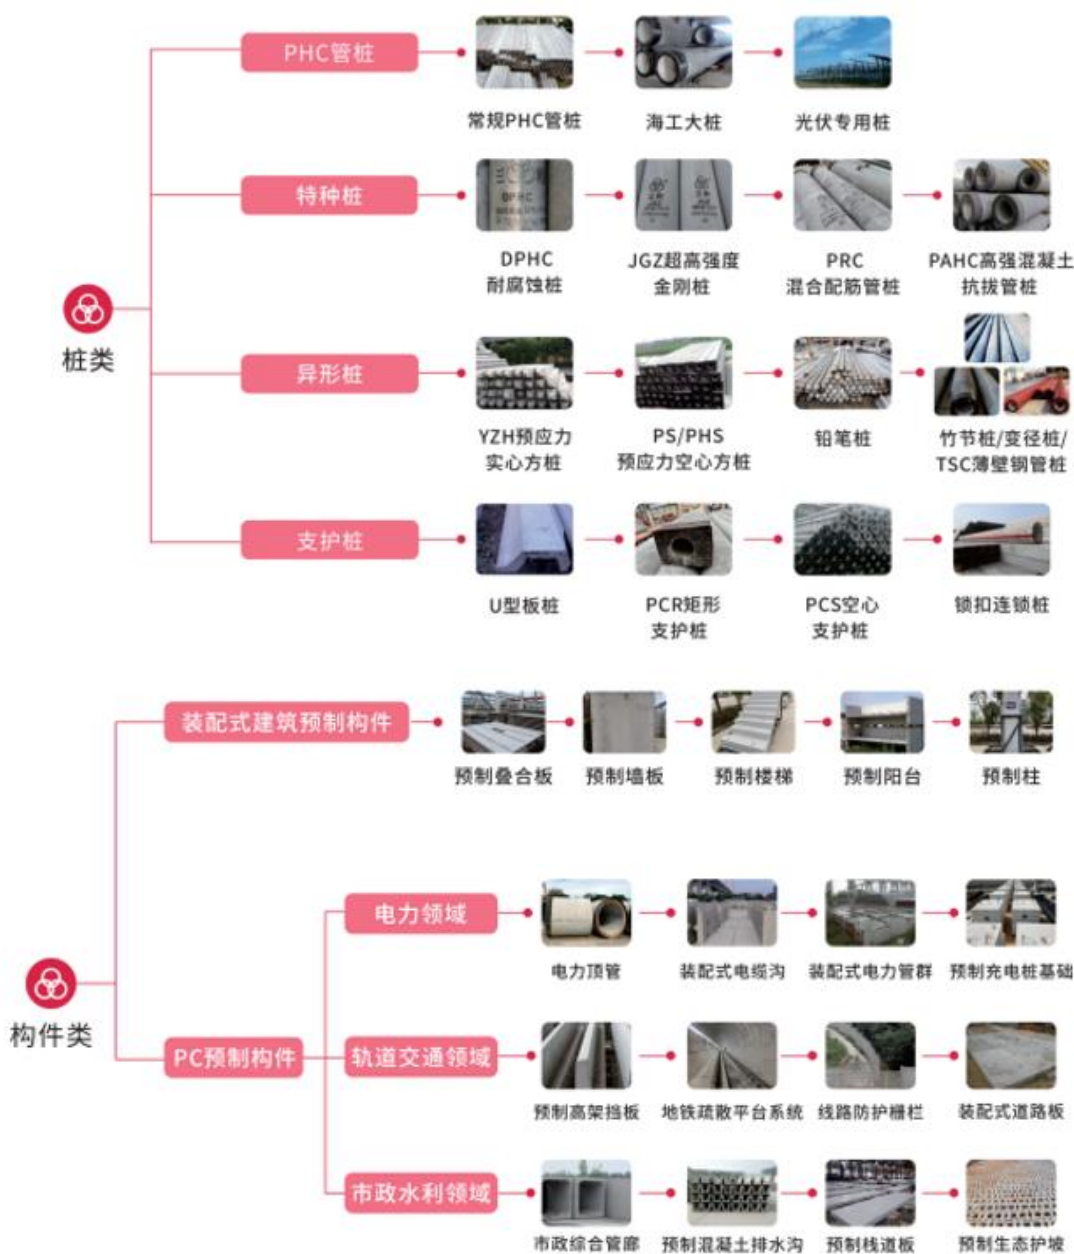 PHC管桩
常规PHC管桩
海工大桩
光伏专用桩
特种桩
DPHC
耐腐蚀桩
JGZ超高强度
金刚桩
PRC
混合配筋管桩
PAHC高强混凝土
抗拔管桩
桩类
异形桩
YZH预应力
实心方桩
PS/PHS
预应力空心方桩
铅笔桩
竹节桩/变径桩/
TSC薄壁钢管桩
支护桩
U型板桩
PCR矩形
支护桩
PCS空心
支护桩
锁扣连锁桩
装配式建筑预制构件
预制叠合板
预制墙板
预制楼梯
预制阳台
预制柱
构件类
PC预制构件
电力领域
电力顶管
装配式电缆沟
装配式电力管群
预制充电桩基础
轨道交通领域
预制高架挡板
地铁疏散平台系统
线路防护栅栏
装配式道路板
市政水利领域
市政综合管廊
预制混凝土排水沟
预制栈道板
预制生态护坡